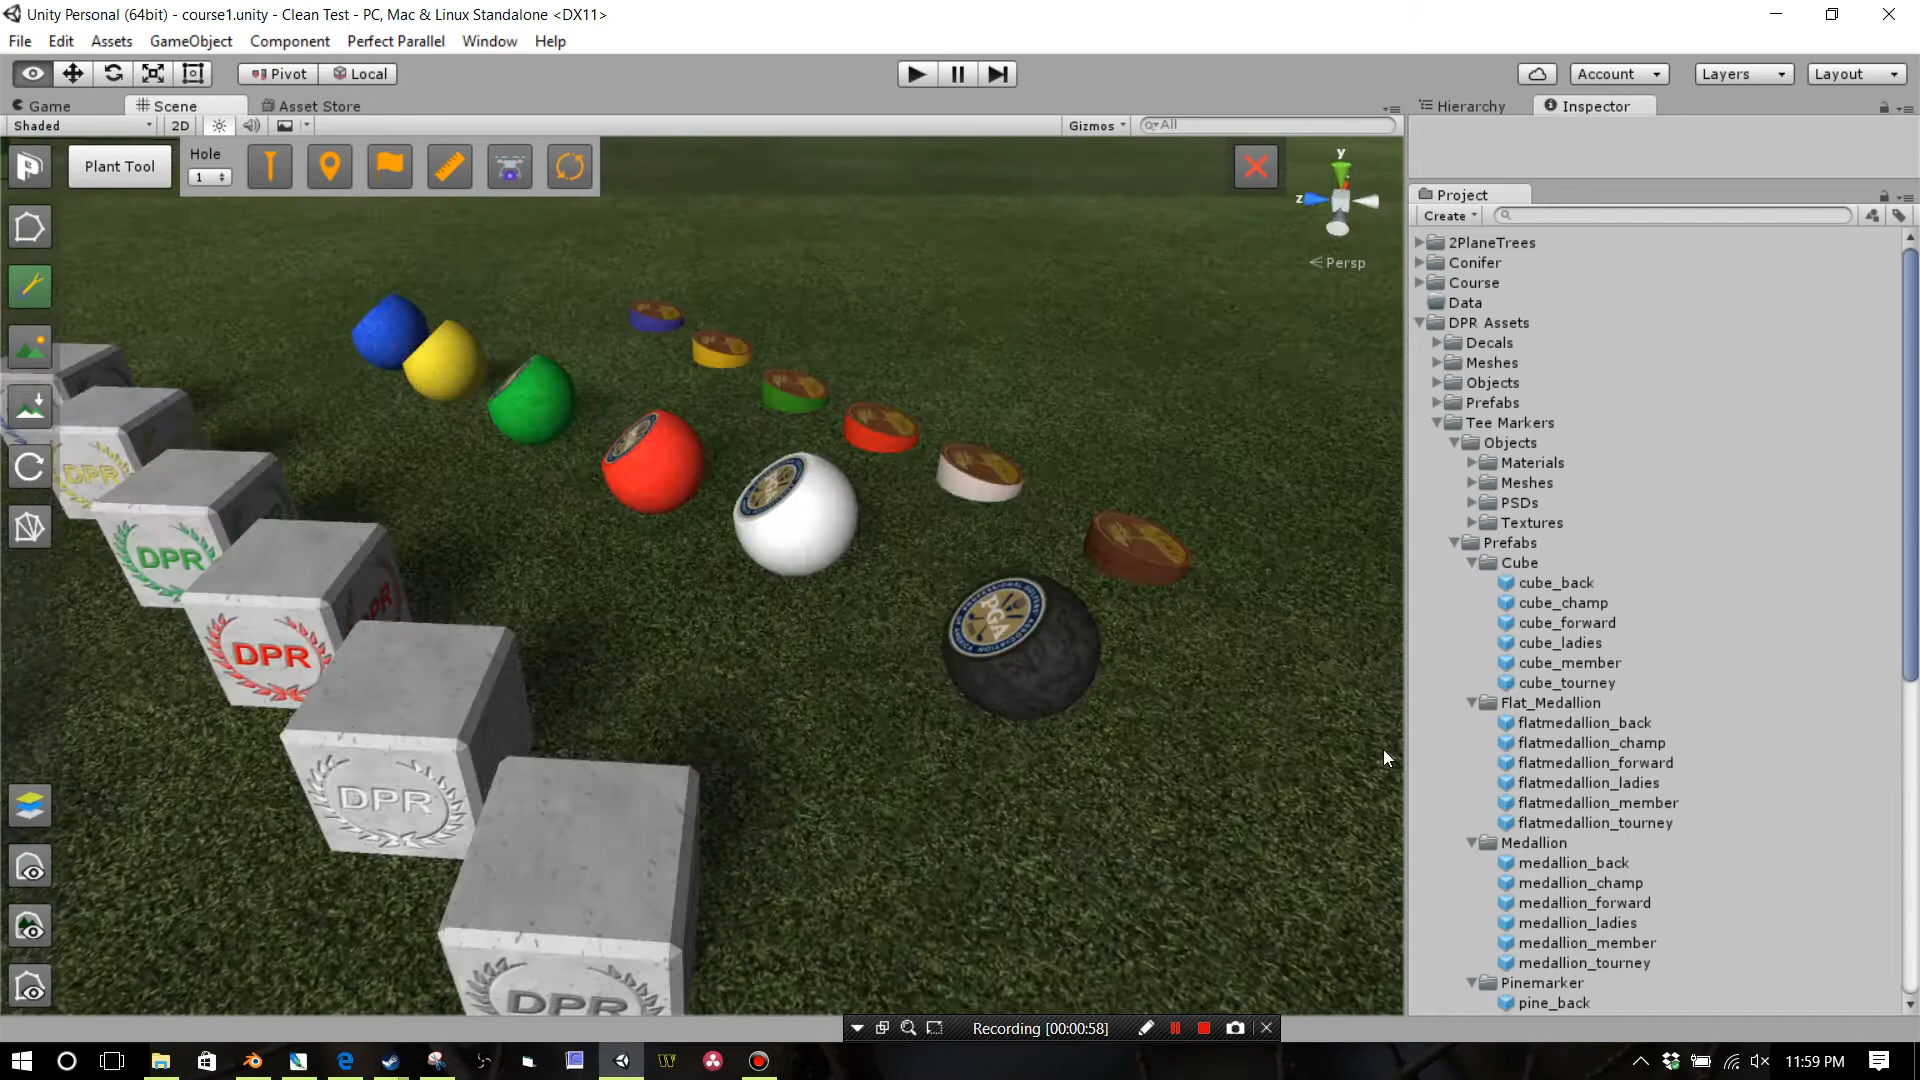 Unity Personal (64bit) - course1.unity - Clean Test - PC, Mac & Linux Standalone <DX11>
File Edit Assets GameObject Component Perfect Parallel Window Help
Pivot Local Account Layers Layout
Game Scene Asset Store Hierarchy Inspector
Shaded 2D Gizmos All
Plant Tool
Hole
1
y
z
Persp
Project
Create
2PlaneTrees
Conifer
Course
Data
DPR Assets
Decals
Meshes
Objects
Prefabs
Tee Markers
Objects
Materials
Meshes
PSDs
Textures
Prefabs
Cube
cube_back
cube_champ
cube_forward
cube_ladies
cube_member
cube_tourney
Flat_Medallion
flatmedallion_back
flatmedallion_champ
flatmedallion_forward
flatmedallion_ladies
flatmedallion_member
flatmedallion_tourney
Medallion
medallion_back
medallion_champ
medallion_forward
medallion_ladies
medallion_member
medallion_tourney
Pinemarker
pine_back
DPR
DPR
DPR
DPR
DPR
PGA
PGA
Recording [00:00:58]
11:59 PM